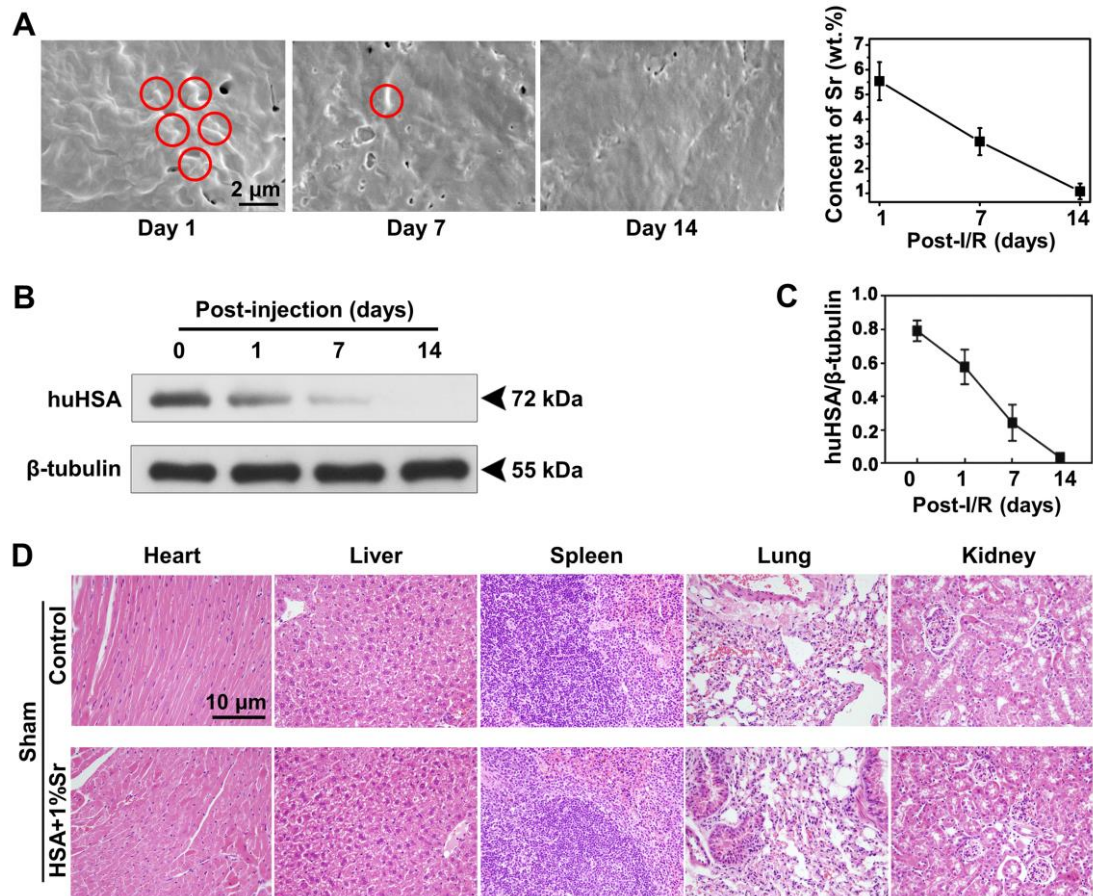 A
2 µm
Day 1
Day 7
Day 14
Concent of Sr (wt.%)
7
6
5
4
3
2
1
1 7 14
Post-I/R (days)
B
Post-injection (days)
0 1 7 14
huHSA
72 kDa
β-tubulin
55 kDa
C
huHSA/β-tubulin
1.0
0.8
0.6
0.4
0.2
0.0
0 1 7 14
Post-I/R (days)
D
Heart Liver Spleen Lung Kidney
Sham
Control
10 µm
HSA+1%Sr